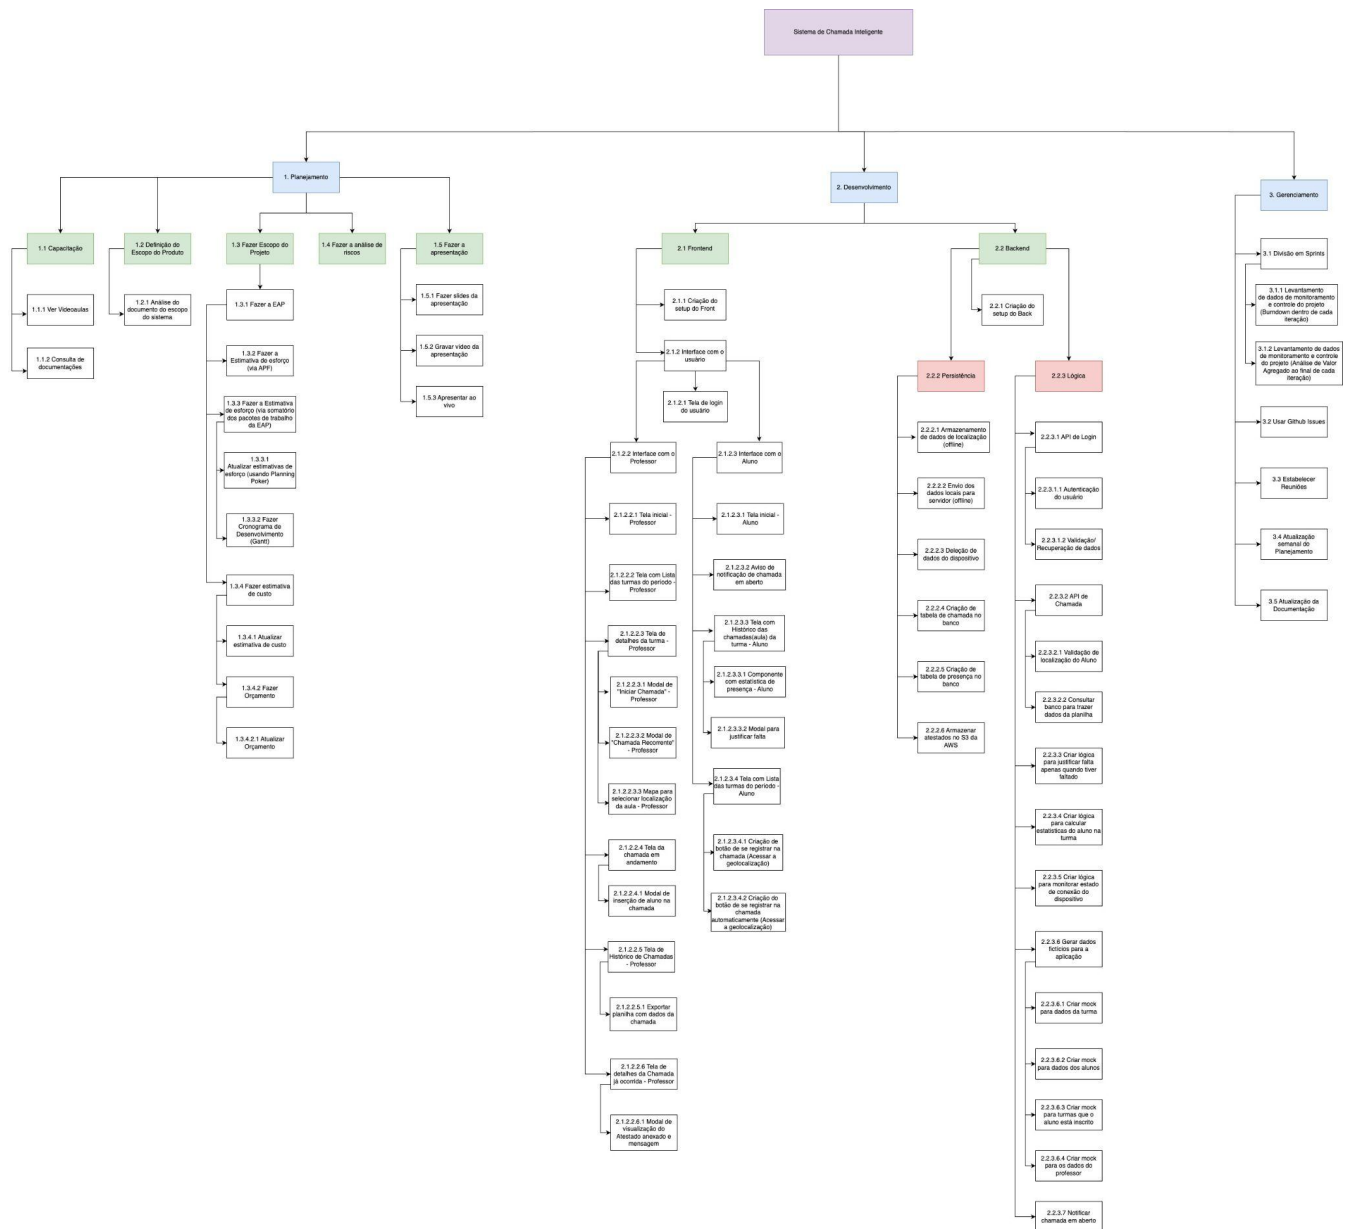 Sistema de Chamada Inteligente
1. Planejamento
2. Desenvolvimento
3. Gerenciamento
1.1 Capacitação
1.1.1 Ver Videoaulas
1.1.2 Consulta de
documentações
1.2 Definição do
Escopo do Produto
1.2.1 Análise do
documento do escopo
do sistema
1.3 Fazer Escopo do
Projeto
1.3.1 Fazer a EAP
1.3.2 Fazer a
Estimativa de esforço
(via APF)
1.3.3 Fazer a Estimativa
de esforço (via somatório
dos pacotes de trabalho
da EAP)
1.3.3.1
Atualizar estimativas de
esforço (usando Planning
Poker)
1.3.3.2 Fazer
Cronograma de
Desenvolvimento
(Gantt)
1.3.4 Fazer estimativa
de custo
1.3.4.1 Atualizar
estimativa de custo
1.3.4.2 Fazer
Orçamento
1.3.4.2.1 Atualizar
Orçamento
1.4 Fazer a análise de
riscos
1.5 Fazer a
apresentação
1.5.1 Fazer slides da
apresentação
1.5.2 Gravar vídeo da
apresentação
1.5.3 Apresentar ao
vivo
2.1 Frontend
2.1.1 Criação do
setup do Front
2.1.2 Interface com o
usuário
2.1.2.1 Tela de login
do usuário
2.1.2.2 Interface com o
Professor
2.1.2.2.1 Tela inicial -
Professor
2.1.2.2.2 Tela com Lista
das turmas do período -
Professor
2.1.2.2.3 Tela de
detalhes da turma -
Professor
2.1.2.2.3.1 Modal de
"Iniciar Chamada" -
Professor
2.1.2.2.3.2 Modal de
"Chamada Recorrente"
- Professor
2.1.2.2.3.3 Mapa para
selecionar localização
da aula - Professor
2.1.2.2.4 Tela da
chamada em
andamento
2.1.2.2.4.1 Modal de
inserção de aluno na
chamada
2.1.2.2.5 Tela de
Histórico de Chamadas
- Professor
2.1.2.2.5.1 Exportar
planilha com dados da
chamada
2.1.2.2.6 Tela de
detalhes da Chamada
já ocorrida - Professor
2.1.2.2.6.1 Modal de
visualização do
Atestado anexado e
mensagem
2.1.2.3 Interface com o
Aluno
2.1.2.3.1 Tela inicial -
Aluno
2.1.2.3.2 Aviso de
notificação de chamada
em aberto
2.1.2.3.3 Tela com
Histórico das
chamadas(aula) da
turma - Aluno
2.1.2.3.3.1 Componente
com estatística de
presença - Aluno
2.1.2.3.3.2 Modal para
justificar falta
2.1.2.3.4 Tela com Lista
das turmas do período -
Aluno
2.1.2.3.4.1 Criação de
botão de se registrar na
chamada (Acessar a
geolocalização)
2.1.2.3.4.2 Criação do
botão de se registrar na
chamada
automaticamente (Acessar
a geolocalização)
2.2 Backend
2.2.1 Criação do
setup do Back
2.2.2 Persistência
2.2.2.1 Armazenamento
de dados de localização
(offline)
2.2.2.2 Envio dos
dados locais para
servidor (offline)
2.2.2.3 Deleção de
dados do dispositivo
2.2.2.4 Criação de
tabela de chamada no
banco
2.2.2.5 Criação de
tabela de presença no
banco
2.2.2.6 Armazenar
atestados no S3 da
AWS
2.2.3 Lógica
2.2.3.1 API de Login
2.2.3.1.1 Autenticação
do usuário
2.2.3.1.2 Validação/
Recuperação de dados
2.2.3.2 API de
Chamada
2.2.3.2.1 Validação de
localização do Aluno
2.2.3.2.2 Consultar
banco para trazer
dados da planilha
2.2.3.3 Criar lógica
para justificar falta
apenas quando tiver
faltado
2.2.3.4 Criar lógica
para calcular
estatísticas do aluno na
turma
2.2.3.5 Criar lógica
para monitorar estado
de conexão do
dispositivo
2.2.3.6 Gerar dados
fictícios para a
aplicação
2.2.3.6.1 Criar mock
para dados da turma
2.2.3.6.2 Criar mock
para dados dos alunos
2.2.3.6.3 Criar mock
para turmas que o
aluno está inscrito
2.2.3.6.4 Criar mock
para os dados do
professor
2.2.3.7 Notificar
chamada em aberto
3.1 Divisão em Sprints
3.1.1 Levantamento
de dados de monitoramento
e controle do projeto
(Burndown dentro de cada
iteração)
3.1.2 Levantamento de dados
de monitoramento e controle
do projeto (Análise de Valor
Agregado ao final de cada
iteração)
3.2 Usar Github Issues
3.3 Estabelecer
Reuniões
3.4 Atualização
semanal do
Planejamento
3.5 Atualização da
Documentação